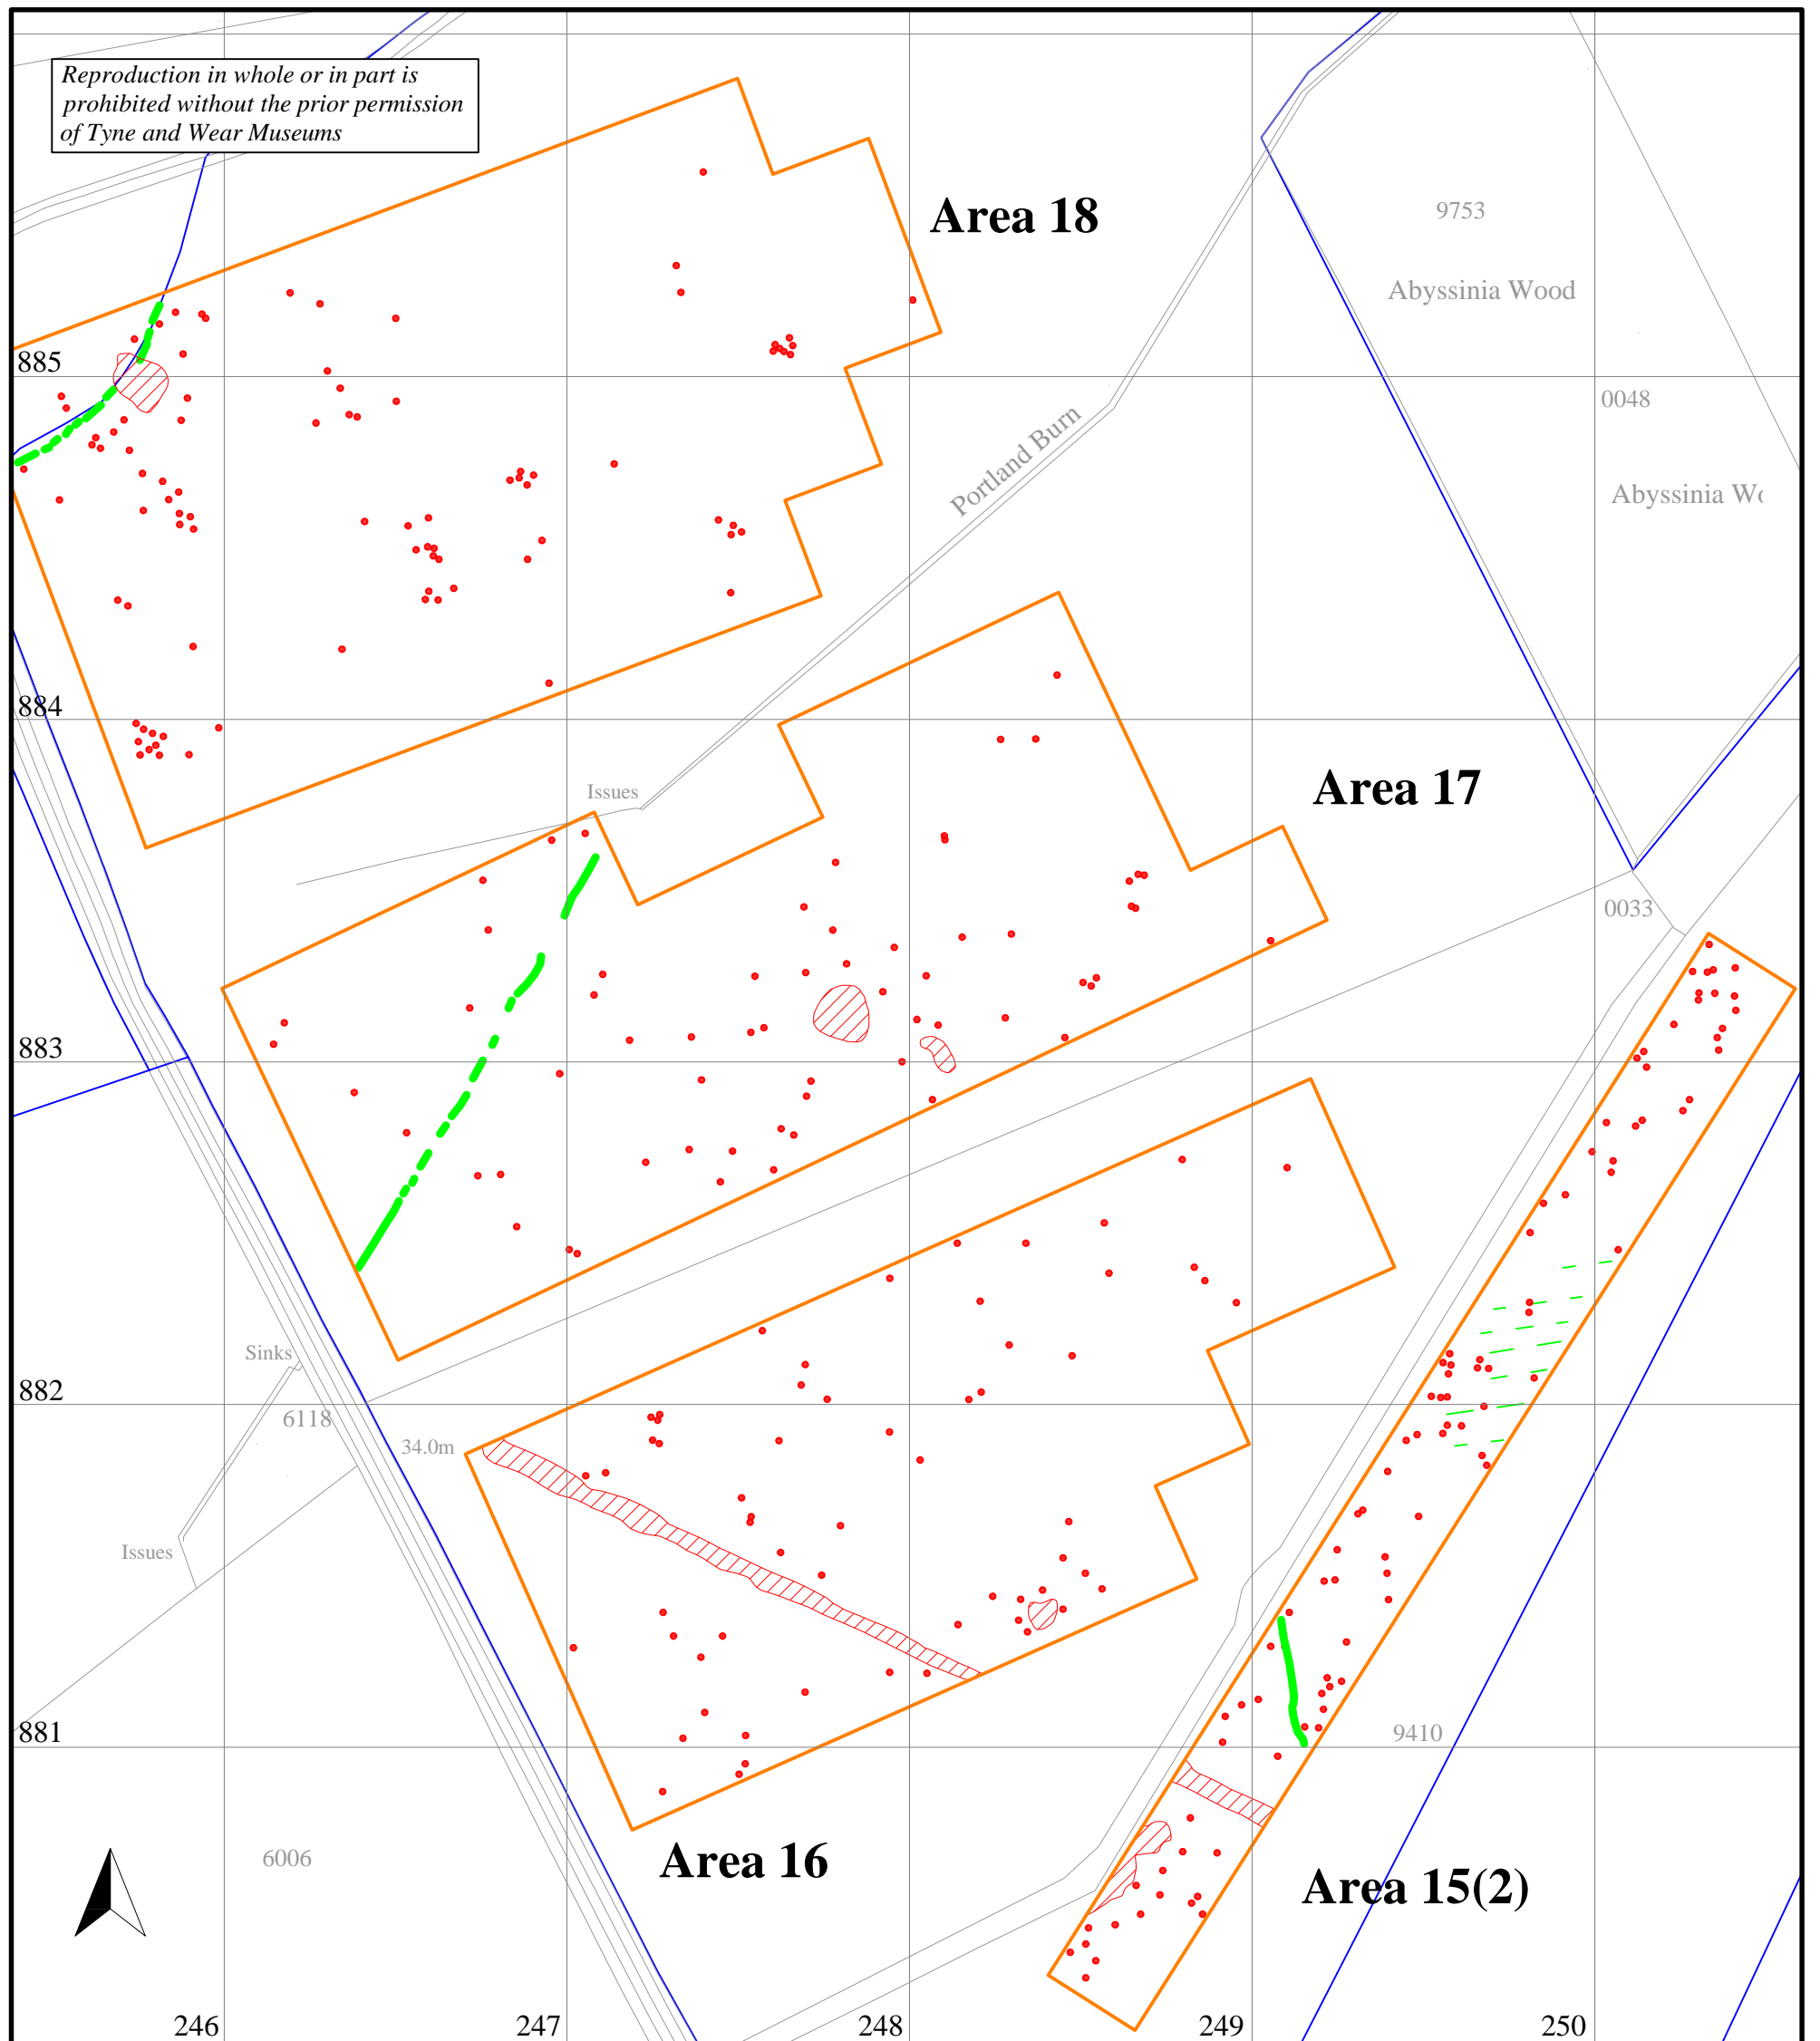 Reproduction in whole or in part is
prohibited without the prior permission
of Tyne and Wear Museums
Area 18
9753
Abyssinia Wood
885
0048
Portland Burn
Abyssinia Wo
884
Issues
Area 17
0033
883
Sinks
882
6118
34.0m
Issues
881
9410
6006
Area 16
Area 15(2)
246
247
248
249
250